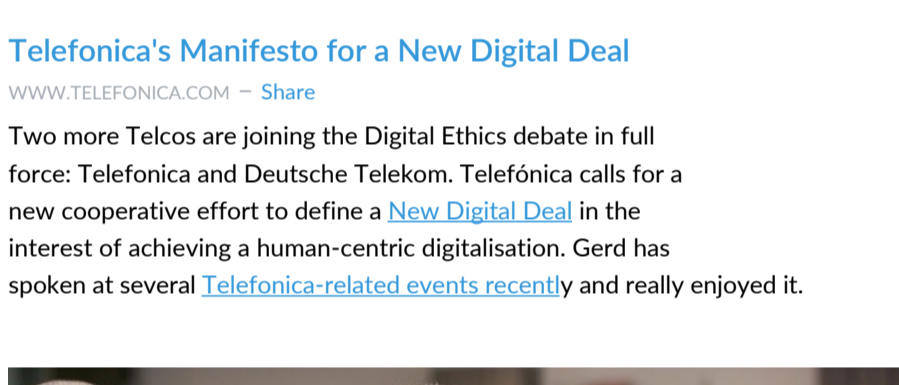 Telefonica's Manifesto for a New Digital Deal
WWW.TELEFONICA.COM – Share
Two more Telcos are joining the Digital Ethics debate in full
force: Telefonica and Deutsche Telekom. Telefónica calls for a
new cooperative effort to define a New Digital Deal in the
interest of achieving a human-centric digitalisation. Gerd has
spoken at several Telefonica-related events recently and really enjoyed it.